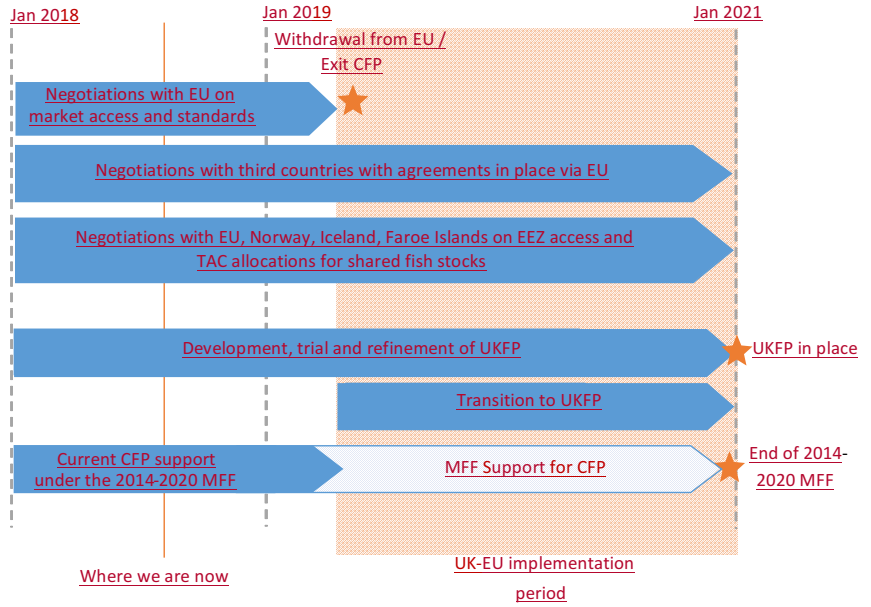 Jan 2018
Jan 2019
Jan 2021
Withdrawal from EU /
Exit CFP
Negotiations with EU on
market access and standards
Negotiations with third countries with agreements in place via EU
Negotiations with EU, Norway, Iceland, Faroe Islands on EEZ access and
TAC allocations for shared fish stocks
Development, trial and refinement of UKFP
UKFP in place
Transition to UKFP
Current CFP support
under the 2014-2020 MFF
MFF Support for CFP
End of 2014-
2020 MFF
Where we are now
UK-EU implementation
period